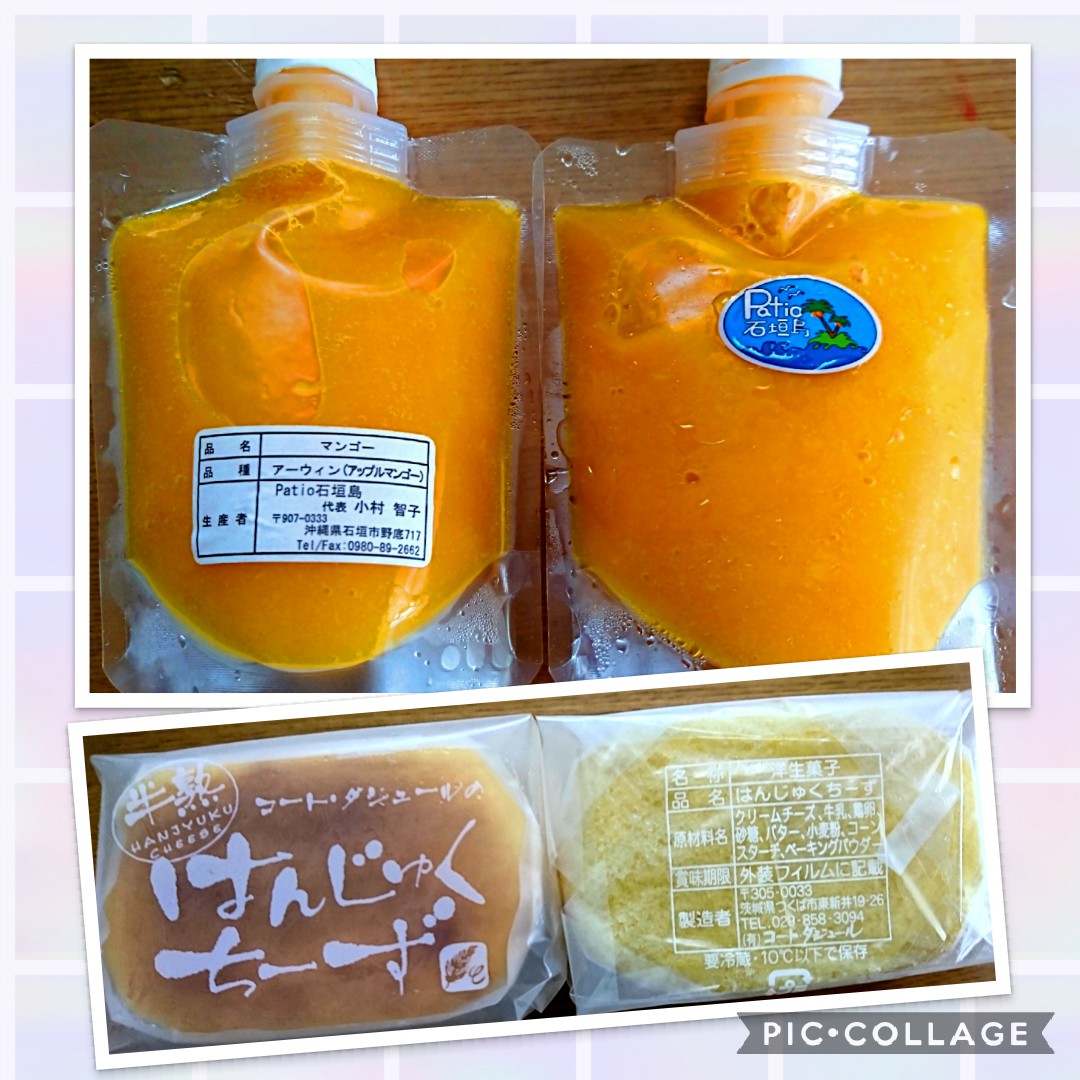 品名 マンゴー
品種 アーウィン(アップルマンゴー)
生産者 Patio石垣島
代表 小村 智子
〒907-0333
沖縄県石垣市野底717
Tel/Fax:0980-89-2662
Patio
石垣島
半熟
HANJYUKU
CHEESE
コート・ダジュールの
はんじゅく
ちーず
名称 洋生菓子
品名 はんじゅくちーず
原材料名 クリームチーズ、牛乳、鶏卵、
砂糖、バター、小麦粉、コーン
スターチ、ベーキングパウダー
賞味期限 外装フィルムに記載
製造者 〒305-0033
茨城県つくば市東新井19-26
TEL.029-858-3094
(有)コートダジュール
要冷蔵・10℃以下で保存
PIC•COLLAGE